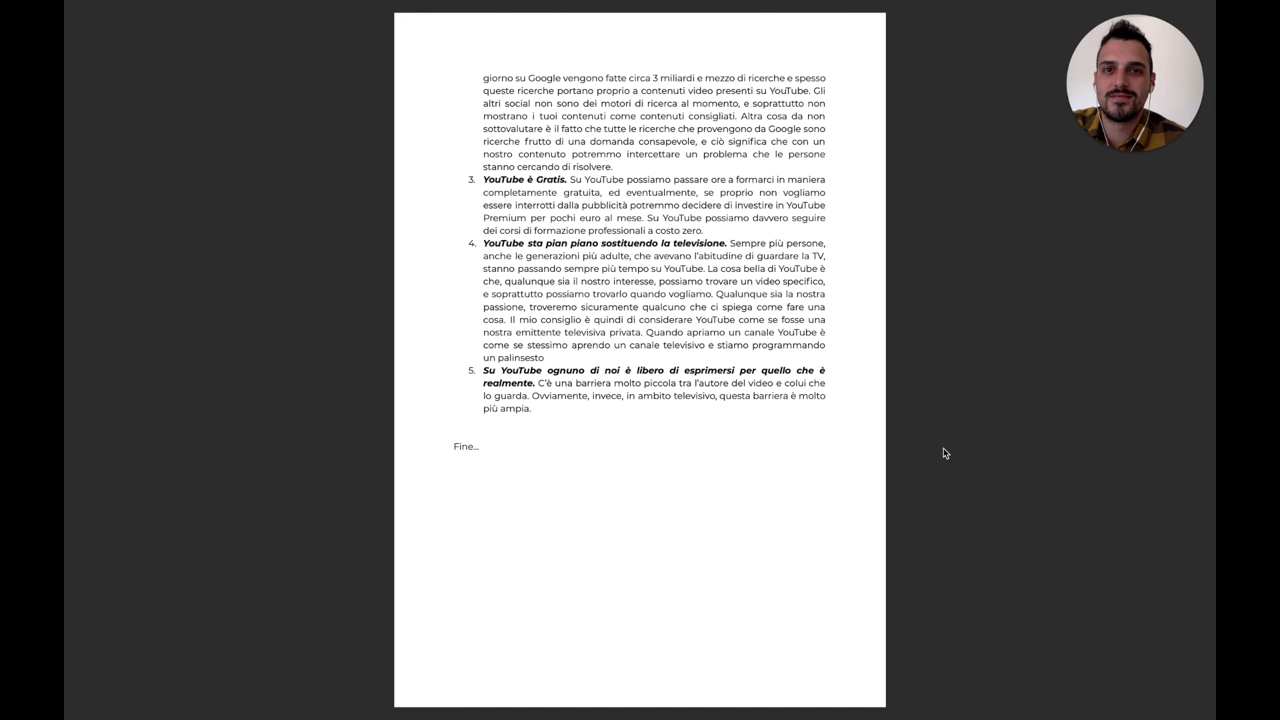 giorno su Google vengono fatte circa 3 miliardi e mezzo di ricerche e spesso
queste ricerche portano proprio a contenuti video presenti su YouTube. Gli
altri social non sono dei motori di ricerca al momento, e soprattutto non
mostrano i tuoi contenuti come contenuti consigliati. Altra cosa da non
sottovalutare è il fatto che tutte le ricerche che provengono da Google sono
ricerche frutto di una domanda consapevole, e ciò significa che con un
nostro contenuto potremmo intercettare un problema che le persone
stanno cercando di risolvere.
3. YouTube è Gratis. Su YouTube possiamo passare ore a formarci in maniera
completamente gratuita, ed eventualmente, se proprio non vogliamo
essere interrotti dalla pubblicità potremmo decidere di investire in YouTube
Premium per pochi euro al mese. Su YouTube possiamo davvero seguire
dei corsi di formazione professionali a costo zero.
4. YouTube sta pian piano sostituendo la televisione. Sempre più persone,
anche le generazioni più adulte, che avevano l'abitudine di guardare la TV,
stanno passando sempre più tempo su YouTube. La cosa bella di YouTube è
che, qualunque sia il nostro interesse, possiamo trovare un video specifico,
e soprattutto possiamo trovarlo quando vogliamo. Qualunque sia la nostra
passione, troveremo sicuramente qualcuno che ci spiega come fare una
cosa. Il mio consiglio è quindi di considerare YouTube come se fosse una
nostra emittente televisiva privata. Quando apriamo un canale YouTube è
come se stessimo aprendo un canale televisivo e stiamo programmando
un palinsesto
5. Su YouTube ognuno di noi è libero di esprimersi per quello che è
realmente. C'è una barriera molto piccola tra l'autore del video e colui che
lo guarda. Ovviamente, invece, in ambito televisivo, questa barriera è molto
più ampia.
Fine...